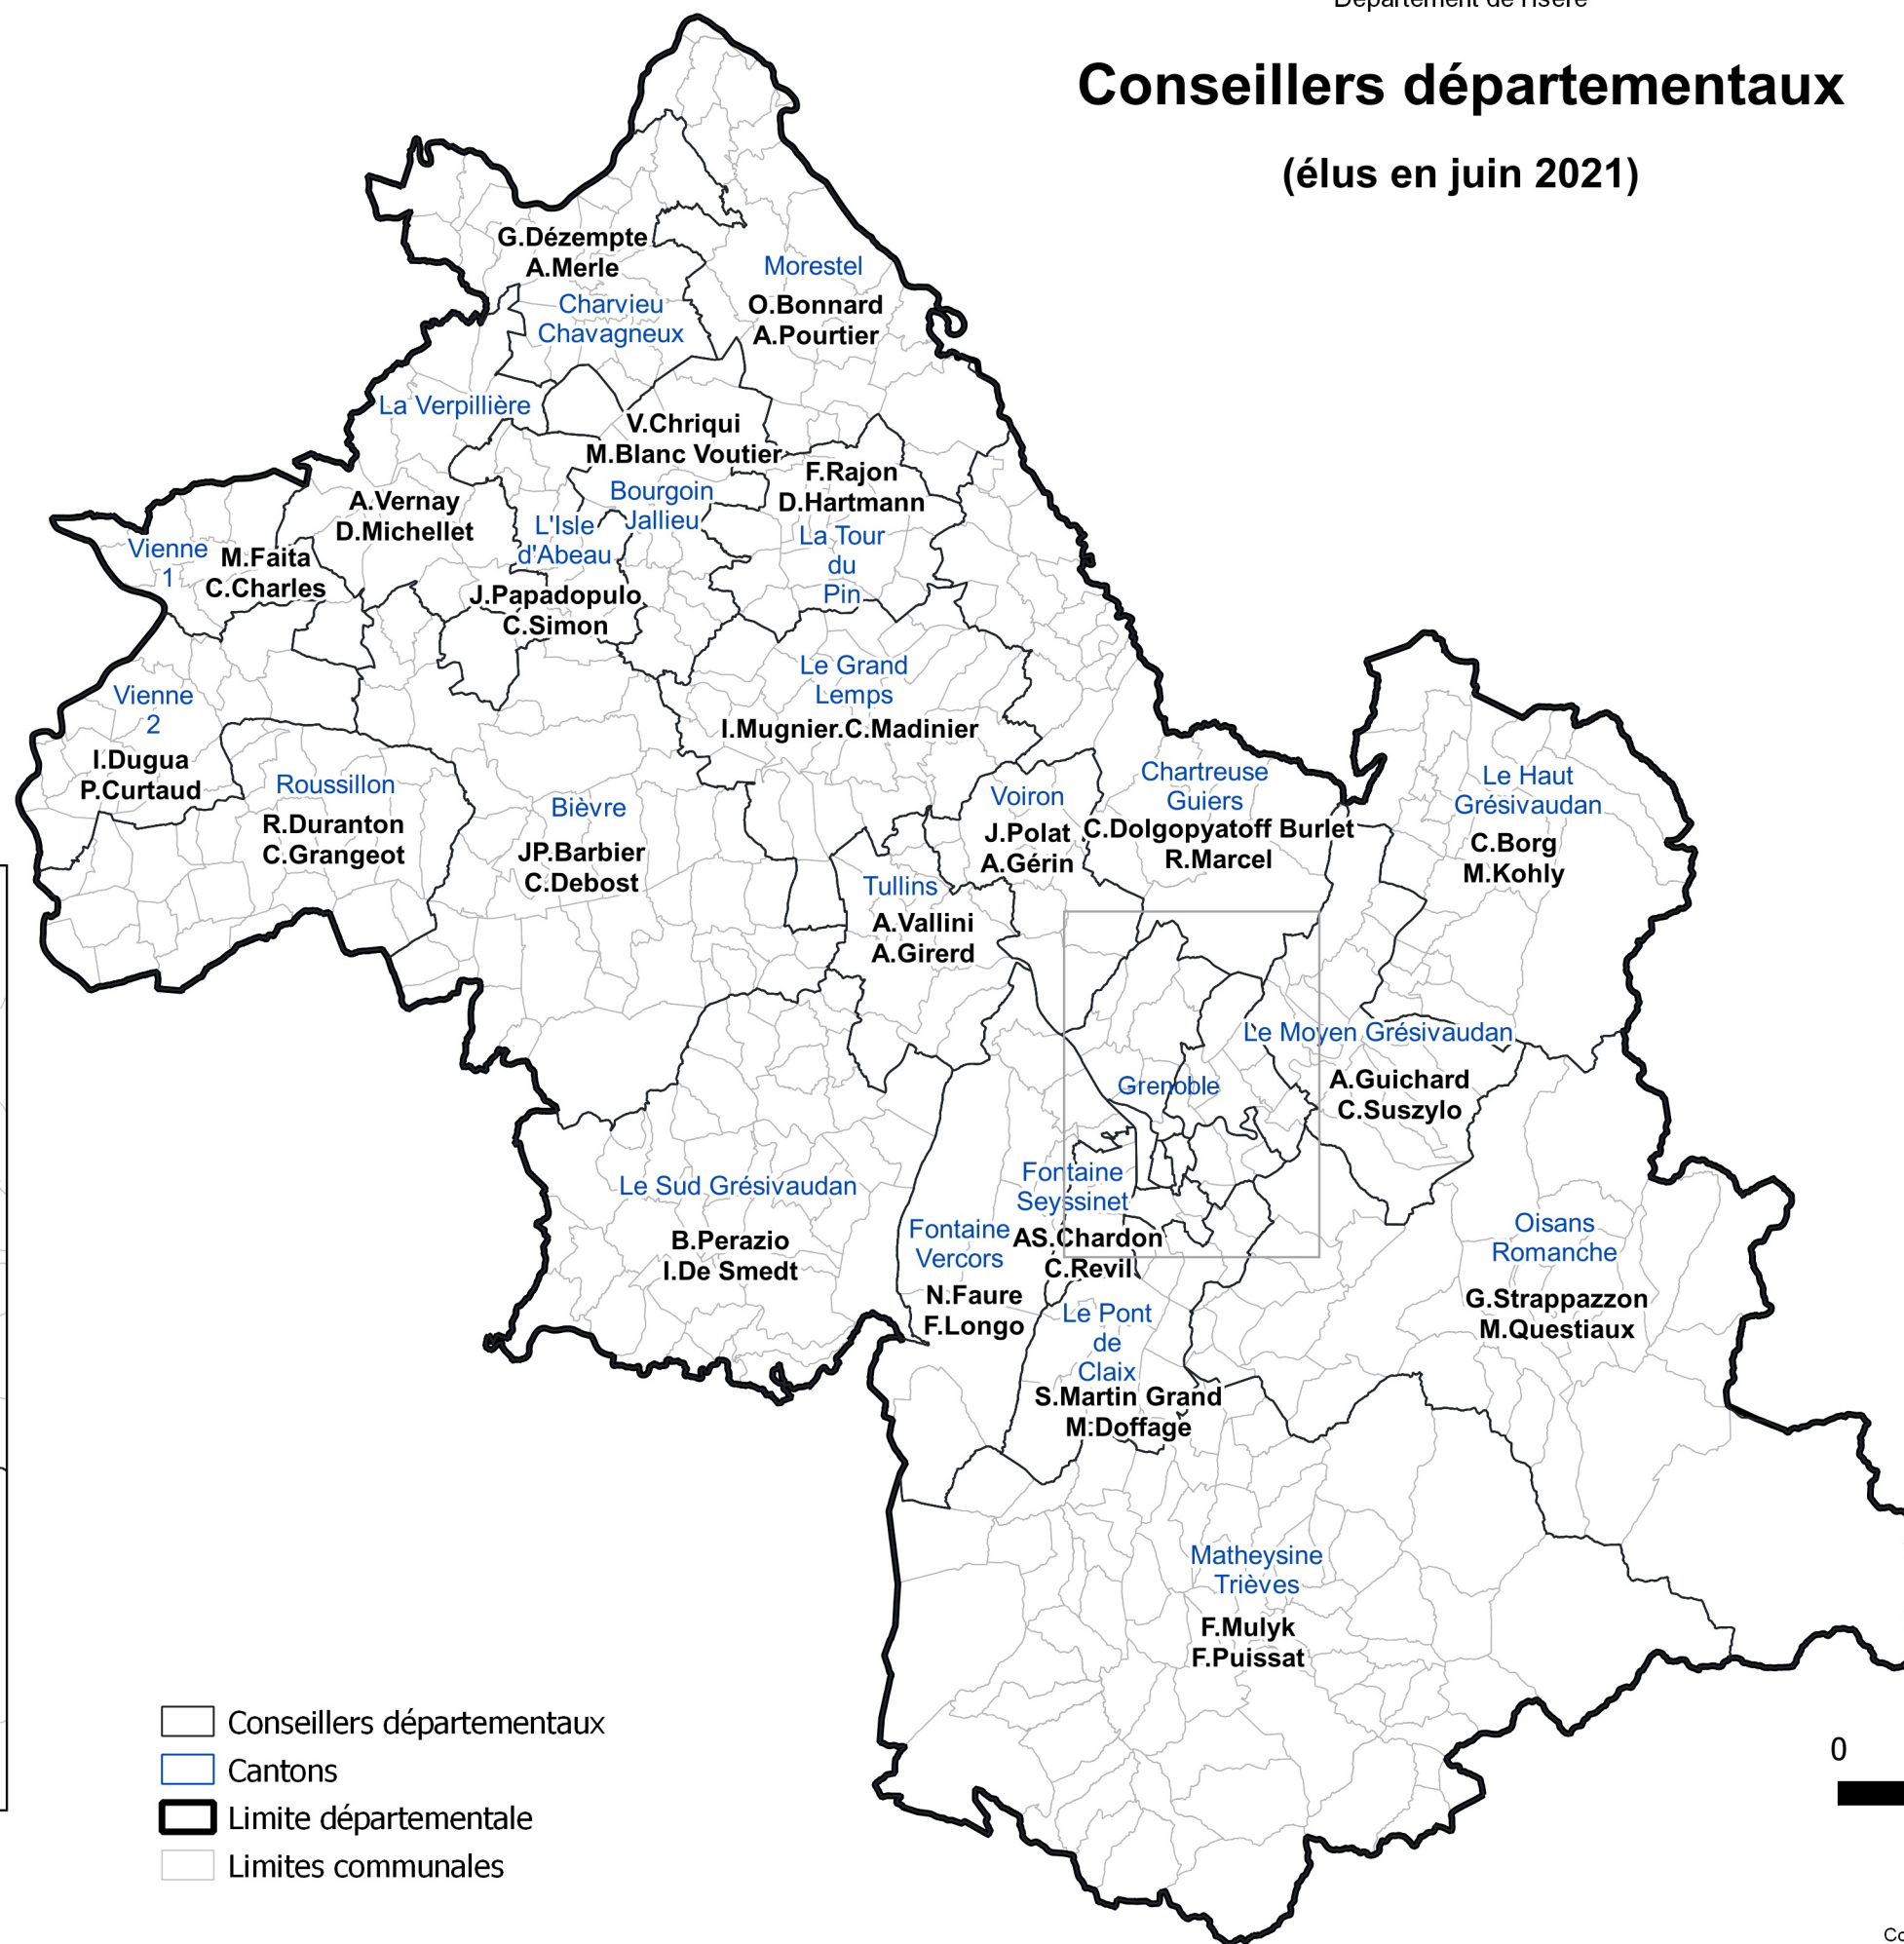 Département de l'Isère
Conseillers départementaux
(élus en juin 2021)
G.Dézempte
A.Merle
Charvieu
Chavagneux
Morestel
O.Bonnard
A.Pourtier
La Verpillière
A.Vernay
D.Michellet
V.Chriqui
M.Blanc Voutier
Bourgoin
Jallieu
F.Rajon
D.Hartmann
La Tour
du
Pin
L'Isle
d'Abeau
J.Papadopulo
C.Simon
Vienne
1
M.Faita
C.Charles
Vienne
2
I.Dugua
P.Curtaud
Le Grand
Lemps
I.Mugnier.C.Madinier
Roussillon
R.Duranton
C.Grangeot
Bièvre
JP.Barbier
C.Debost
Voiron
J.Polat
A.Gérin
Chartreuse
Guiers
C.Dolgopyatoff Burlet
R.Marcel
Le Haut
Grésivaudan
C.Borg
M.Kohly
Tullins
A.Vallini
A.Girerd
Le Moyen Grésivaudan
A.Guichard
C.Suszylo
Grenoble
Le Sud Grésivaudan
B.Perazio
I.De Smedt
Fontaine
Seyssinet
AS.Chardon
C.Revil
Fontaine
Vercors
N.Faure
F.Longo
Le Pont
de
Claix
S.Martin Grand
M.Doffage
Oisans
Romanche
G.Strappazzon
M.Questiaux
Matheysine
Trièves
F.Mulyk
F.Puissat
Conseillers départementaux
Cantons
Limite départementale
Limites communales
0